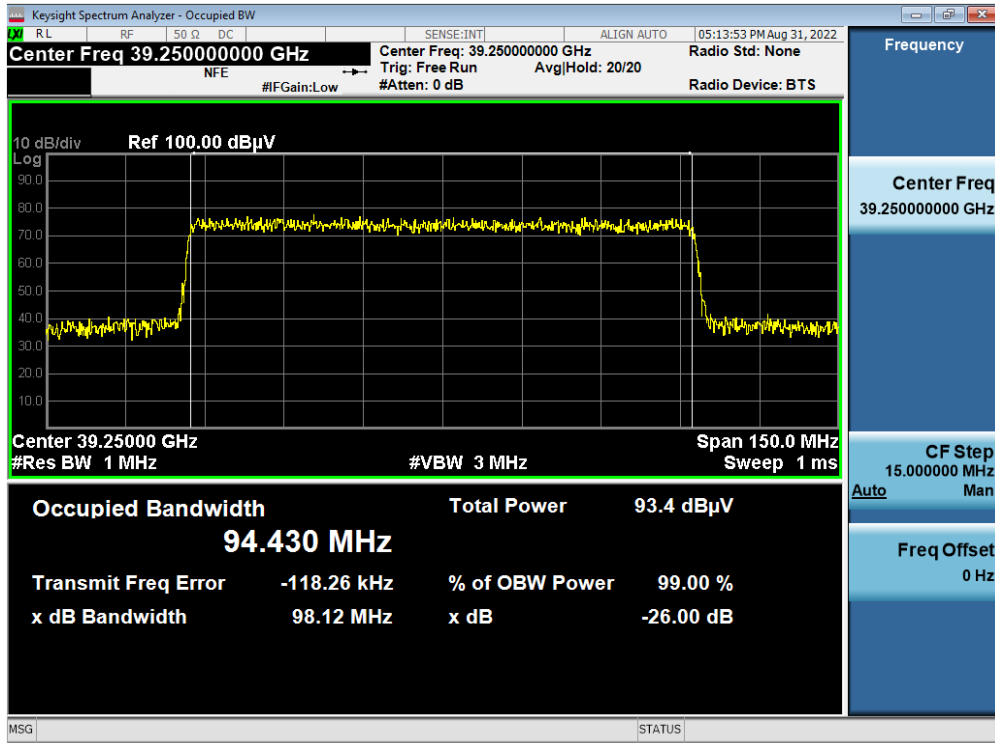 Keysight Spectrum Analyzer - Occupied BW
LXI RL RF 50 Ω DC SENSE:INT ALIGN AUTO 05:13:53 PM Aug 31, 2022
Center Freq 39.250000000 GHz
NFE
#IFGain:Low
Center Freq: 39.250000000 GHz
Trig: Free Run Avg|Hold: 20/20
#Atten: 0 dB
Radio Std: None
Radio Device: BTS
Frequency
10 dB/div Ref 100.00 dBµV
Log
90.0
80.0
70.0
60.0
50.0
40.0
30.0
20.0
10.0
Center 39.25000 GHz Span 150.0 MHz
#Res BW 1 MHz #VBW 3 MHz Sweep 1 ms
Center Freq
39.250000000 GHz
CF Step
15.000000 MHz
Auto Man
Freq Offset
0 Hz
Occupied Bandwidth Total Power 93.4 dBµV
94.430 MHz
Transmit Freq Error -118.26 kHz % of OBW Power 99.00 %
x dB Bandwidth 98.12 MHz x dB -26.00 dB
MSG STATUS